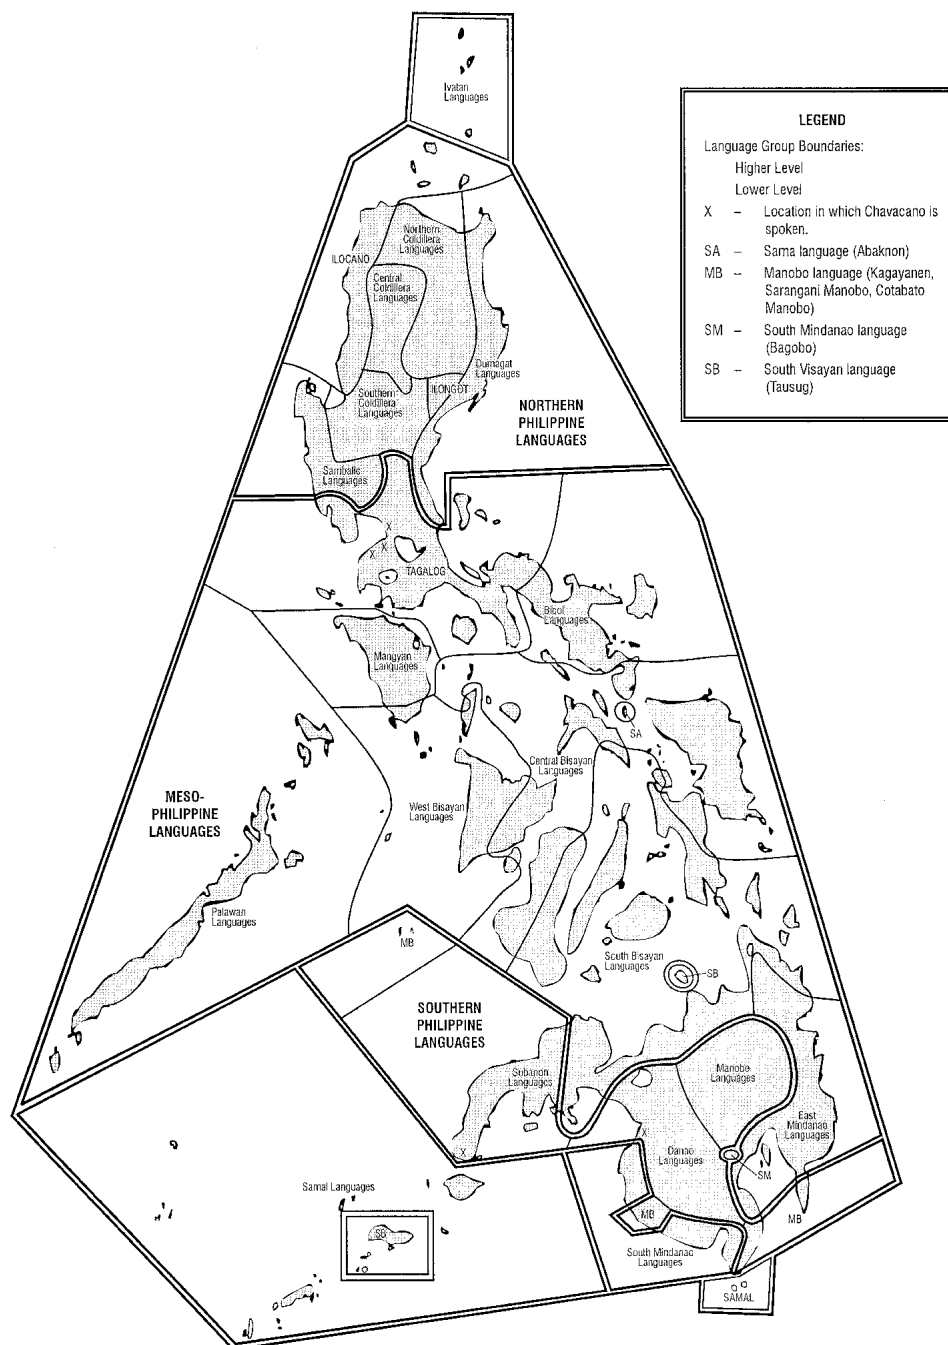 Ivatan
Languages
LEGEND
Language Group Boundaries:
Higher Level
Lower Level
X – Location in which Chavacano is
spoken.
SA – Sama language (Abaknon)
MB – Manobo language (Kagayanen,
Sarangani Manobo, Cotabato
Manobo)
SM – South Mindanao language
(Bagobo)
SB – South Visayan language
(Tausug)
Northern
Coldillera
Languages
ILOCANO
Central
Coldillera
Languages
Dumagat
Languages
ILONGOT
Southern
Coldillera
Languages
NORTHERN
PHILIPPINE
LANGUAGES
Sambalic
Languages
X
X
X
TAGALOG
Bicol
Languages
Mangyan
Languages
SA
Central Bisayan
Languages
MESO-
PHILIPPINE
LANGUAGES
West Bisayan
Languages
Palawan
Languages
MB
South Bisayan
Languages
SB
SOUTHERN
PHILIPPINE
LANGUAGES
Subanon
Languages
Manobo
Languages
East
Mindanao
Languages
X
X
Danao
Languages
SM
Samal Languages
MB
MB
SB
South Mindanac
Languages
SAMAL